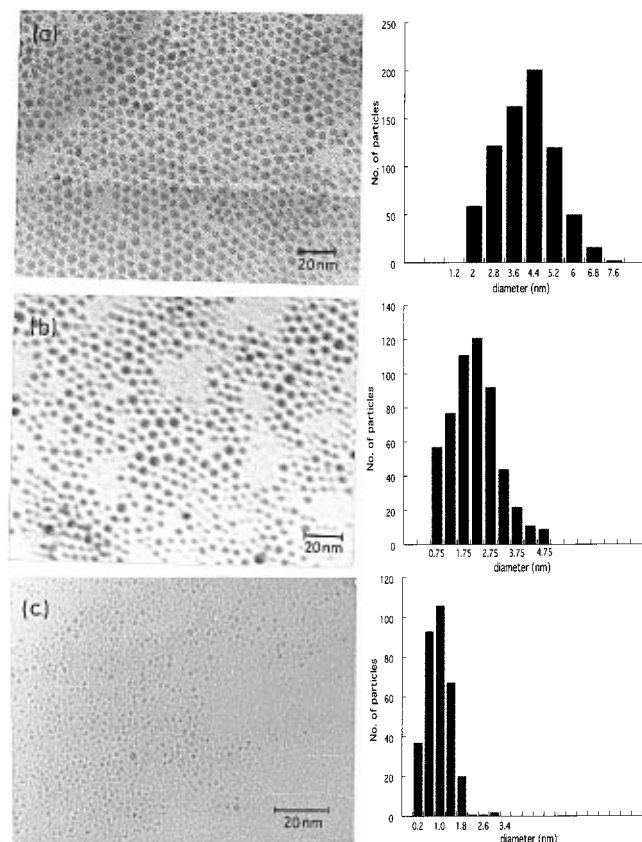 (a)
20nm
No. of particles
250
200
150
100
50
0
1.2 2 2.8 3.6 4.4 5.2 6 6.8 7.6
diameter (nm)
(b)
20nm
No. of particles
140
120
100
80
60
40
20
0
0.75 1.75 2.75 3.75 4.75
diameter (nm)
(c)
20nm
No. of particles
120
100
80
60
40
20
0
0.2 1.0 1.8 2.6 3.4
diameter (nm)